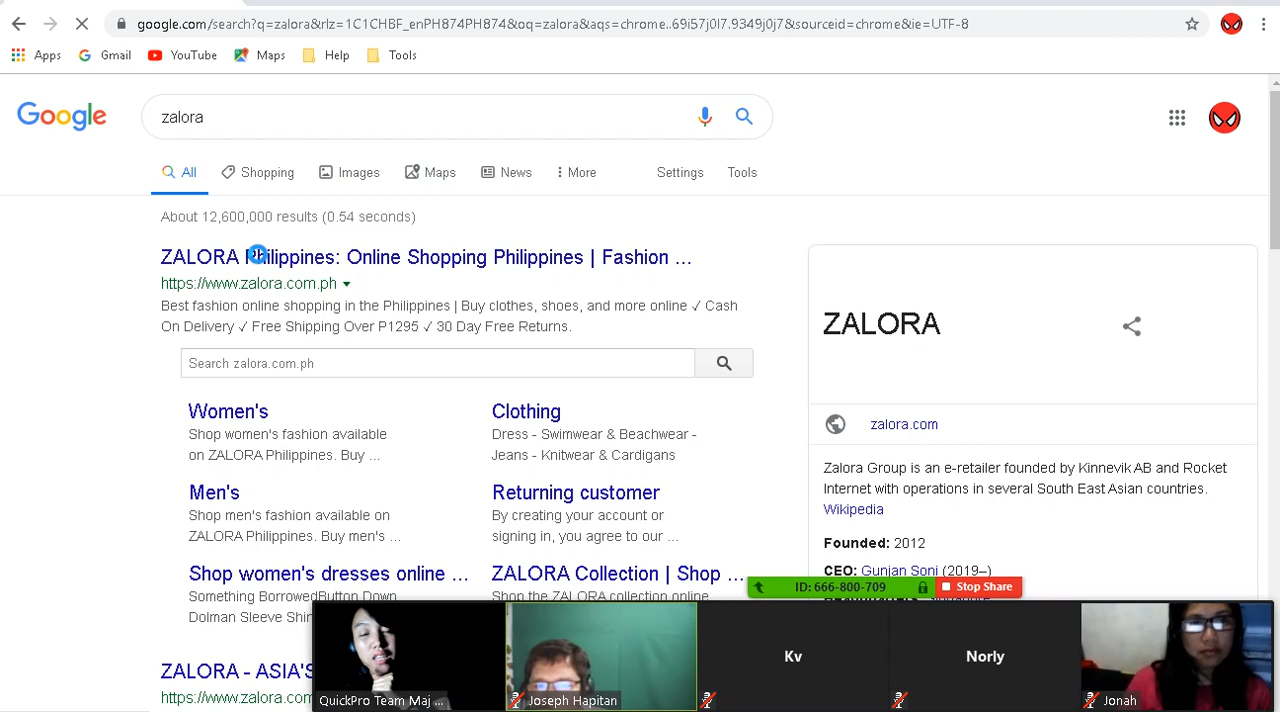 google.com/search?q=zalora&rlz=1C1CHBF_enPH874PH874&oq=zalora&aqs=chrome..69i57j0l7.9349j0j7&sourceid=chrome&ie=UTF-8
Apps Gmail YouTube Maps Help Tools
Google zalora
All Shopping Images Maps News More Settings Tools
About 12,600,000 results (0.54 seconds)
ZALORA Philippines: Online Shopping Philippines | Fashion ...
https://www.zalora.com.ph
Best fashion online shopping in the Philippines | Buy clothes, shoes, and more online ✓ Cash
On Delivery ✓ Free Shipping Over P1295 ✓ 30 Day Free Returns.
Search zalora.com.ph
Women's
Shop women's fashion available
on ZALORA Philippines. Buy ...
Clothing
Dress - Swimwear & Beachwear -
Jeans - Knitwear & Cardigans
Men's
Shop men's fashion available on
ZALORA Philippines. Buy men's ...
Returning customer
By creating your account or
signing in, you agree to our ...
Shop women's dresses online ...
Something BorrowedButton Down
Dolman Sleeve Shir
ZALORA Collection | Shop ...
Shop the ZALORA collection online
ZALORA - ASIA'S
https://www.zalora.com
ZALORA
zalora.com
Zalora Group is an e-retailer founded by Kinnevik AB and Rocket
Internet with operations in several South East Asian countries.
Wikipedia
Founded: 2012
CEO: Gunjan Soni (2019–)
ID: 666-800-709 Stop Share
QuickPro Team Maj ...
Joseph Hapitan
Kv
Norly
Jonah